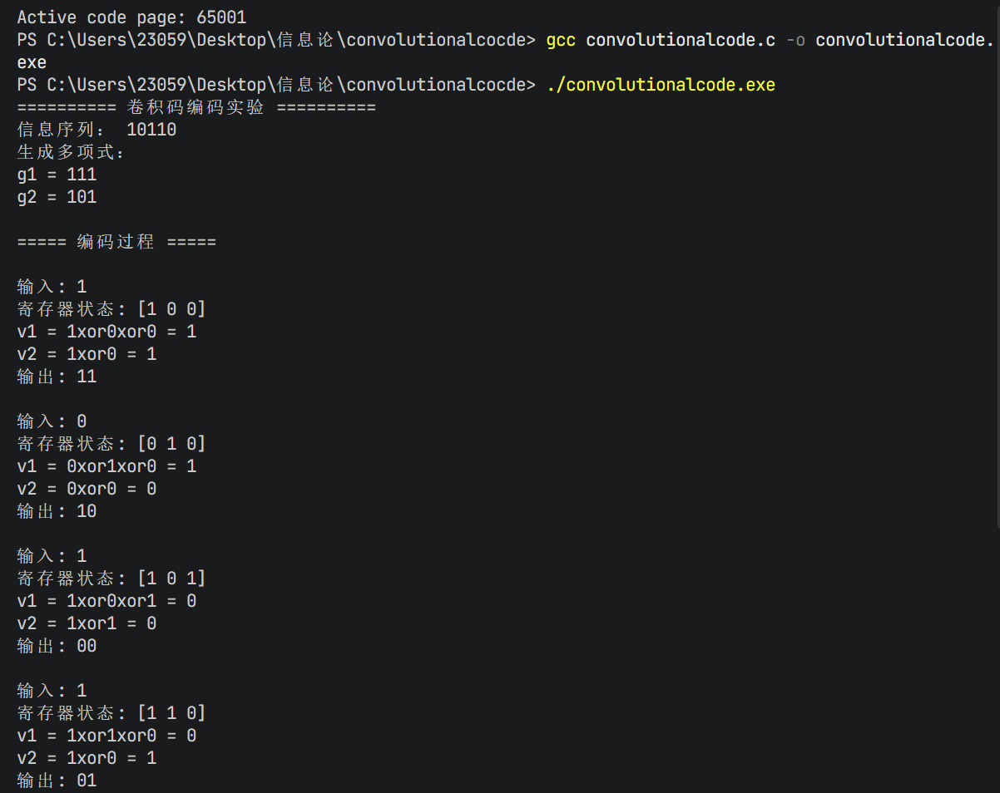 Active code page: 65001
PS C:\Users\23059\Desktop\信息论\convolutionalcocde> gcc convolutionalcode.c -o convolutionalcode.
exe
PS C:\Users\23059\Desktop\信息论\convolutionalcocde> ./convolutionalcode.exe
========== 卷积码编码实验 ==========
信息序列： 10110
生成多项式：
g1 = 111
g2 = 101

===== 编码过程 =====

输入: 1
寄存器状态: [1 0 0]
v1 = 1xor0xor0 = 1
v2 = 1xor0 = 1
输出: 11

输入: 0
寄存器状态: [0 1 0]
v1 = 0xor1xor0 = 1
v2 = 0xor0 = 0
输出: 10

输入: 1
寄存器状态: [1 0 1]
v1 = 1xor0xor1 = 0
v2 = 1xor1 = 0
输出: 00

输入: 1
寄存器状态: [1 1 0]
v1 = 1xor1xor0 = 0
v2 = 1xor0 = 1
输出: 01